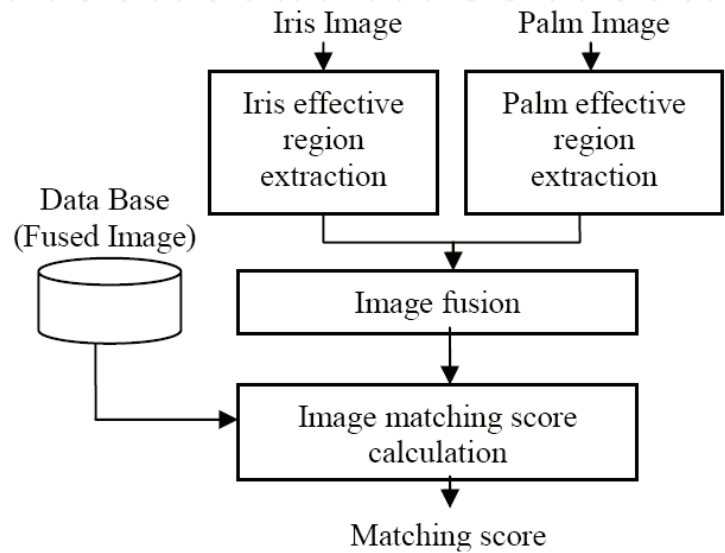 Iris Image
Palm Image
Iris effective
region
extraction
Palm effective
region
extraction
Data Base
(Fused Image)
Image fusion
Image matching score
calculation
Matching score